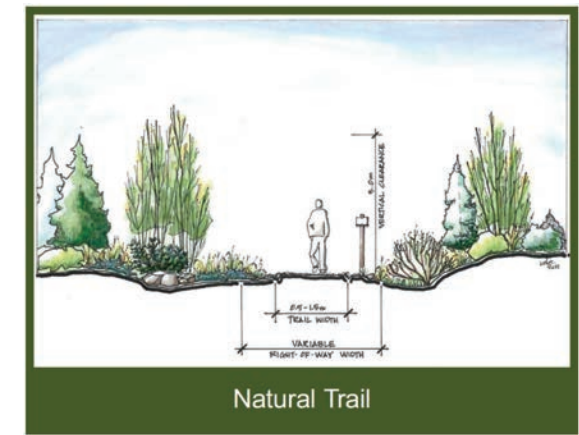 VERTICAL CLEARANCE
TRAIL WIDTH
VARIABLE
RIGHT-OF-WAY WIDTH
Natural Trail